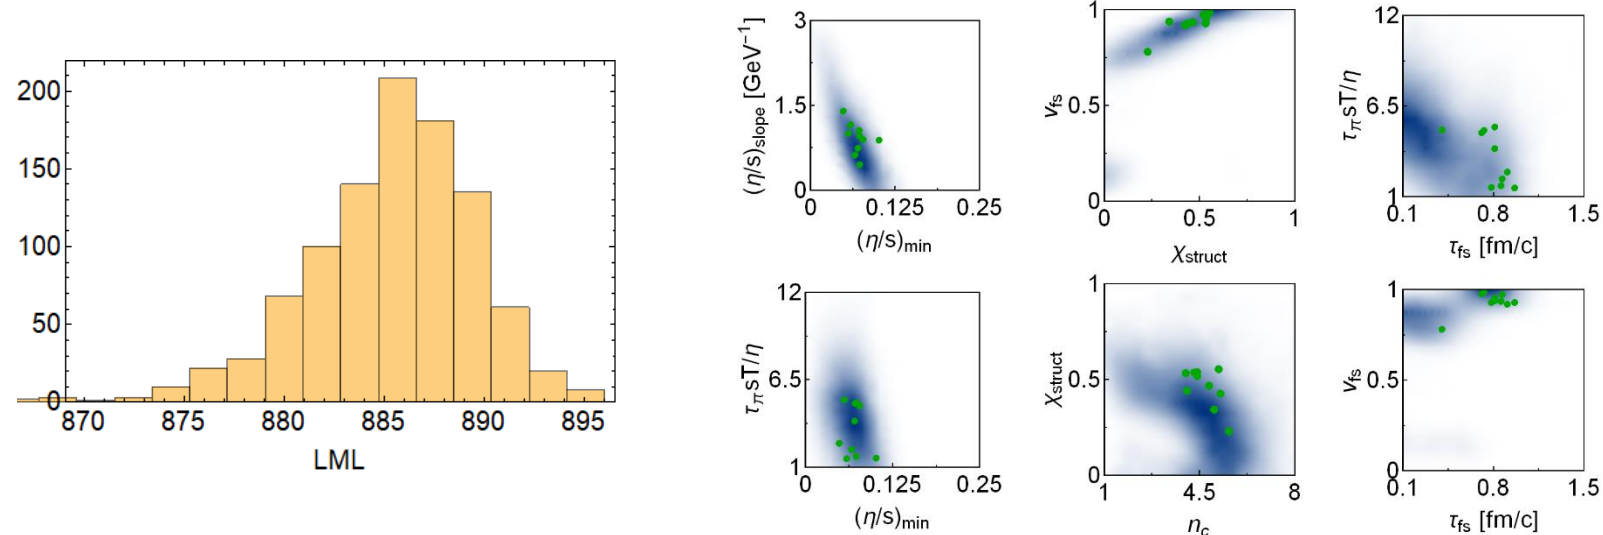 200
150
100
50
0
870 875 880 885 890 895
LML
3
1.5
0
(η/s)slope [GeV⁻¹]
0 0.125 0.25
(η/s)min
1
0.5
0
vfs
0 0.5 1
χstruct
12
6.5
1
τπsT/η
0.1 0.8 1.5
τfs [fm/c]
12
6.5
1
τπsT/η
0 0.125 0.25
(η/s)min
1
0.5
0
χstruct
1 4.5 8
nc
1
0.5
0
vfs
0.1 0.8 1.5
τfs [fm/c]